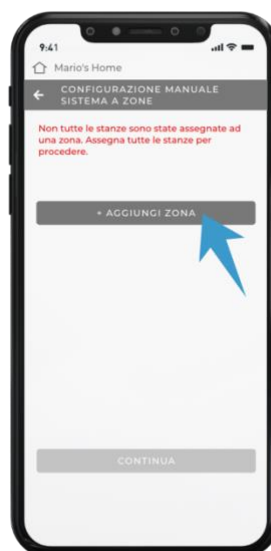 9:41
Mario's Home
CONFIGURAZIONE MANUALE
SISTEMA A ZONE
Non tutte le stanze sono state assegnate ad
una zona. Assegna tutte le stanze per
procedere.
+ AGGIUNGI ZONA
CONTINUA